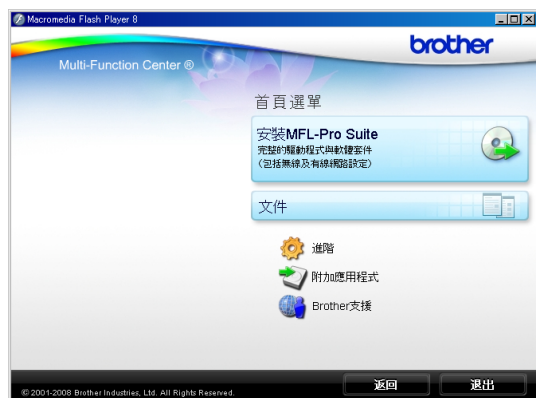 Macromedia Flash Player 8
brother
Multi-Function Center ®
首頁選單
安裝MFL-Pro Suite
完整的驅動程式與軟體套件
(包括無線及有線網路設定)
文件
進階
附加應用程式
Brother支援
返回
退出
© 2001-2008 Brother Industries, Ltd. All Rights Reserved.